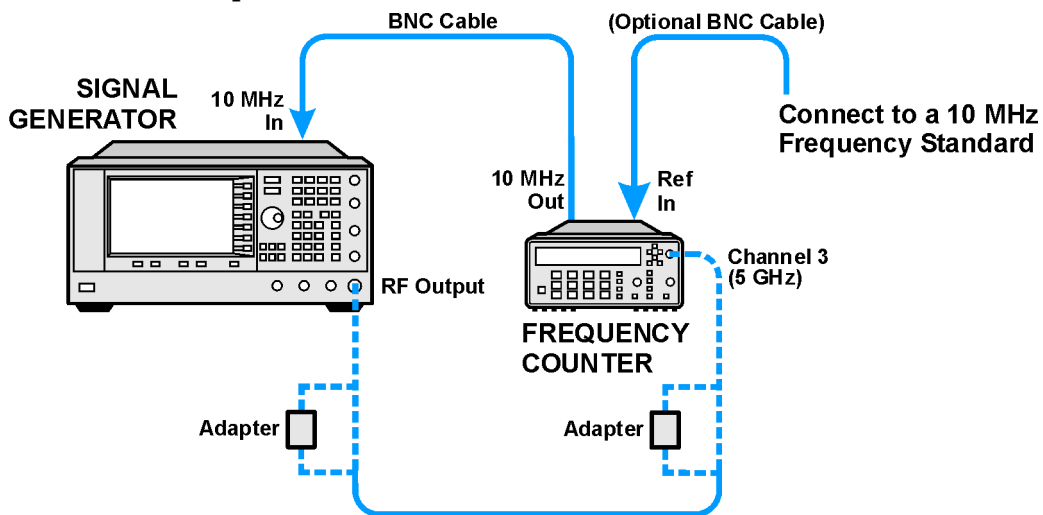 BNC Cable
(Optional BNC Cable)
SIGNAL
GENERATOR
10 MHz
In
Connect to a 10 MHz
Frequency Standard
10 MHz
Out
Ref
In
Channel 3
(5 GHz)
RF Output
FREQUENCY
COUNTER
Adapter
Adapter